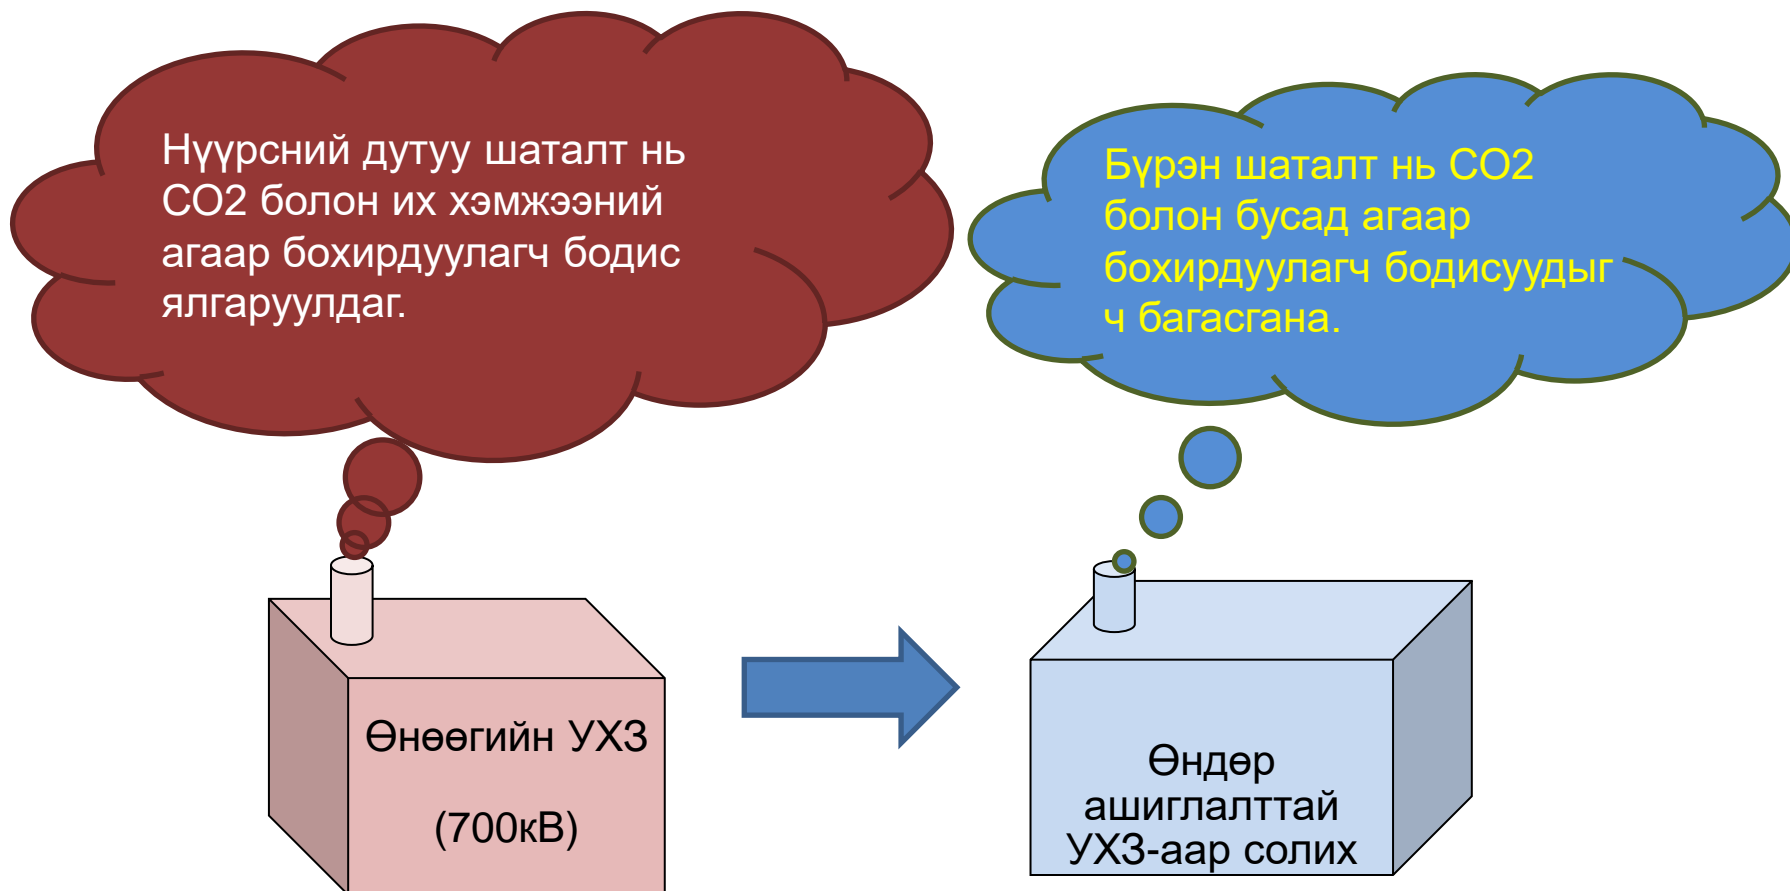 Нүүрсний дутуу шаталт нь
CO2 болон их хэмжээний
агаар бохирдуулагч бодис
ялгаруулдаг.
Бүрэн шаталт нь CO2
болон бусад агаар
бохирдуулагч бодисуудыг
ч багасгана.
Өнөөгийн УХЗ
(700кВ)
Өндөр
ашиглалттай
УХЗ-аар солих